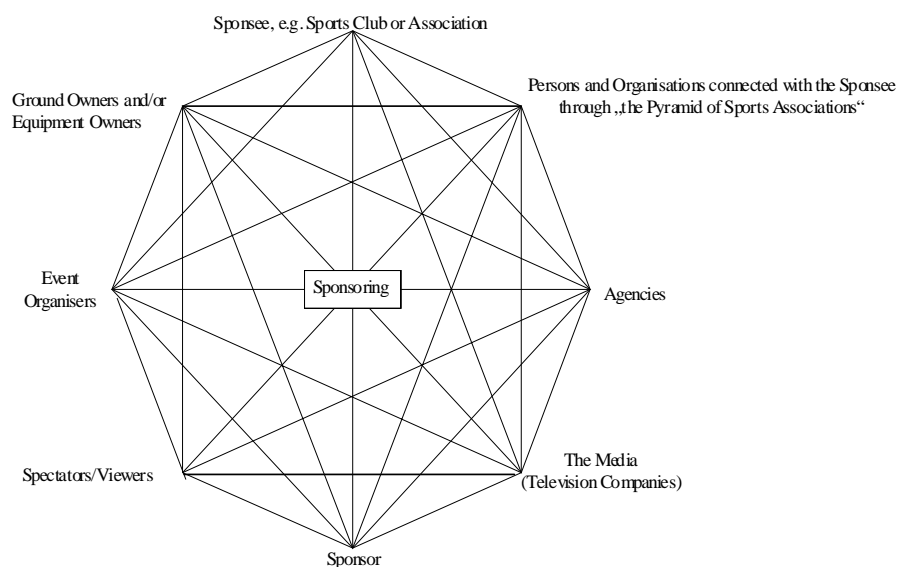 Sponsee, e.g. Sports Club or Association
Ground Owners and/or
Equipment Owners
Persons and Organisations connected with the Sponsee
through „the Pyramid of Sports Associations“
Event
Organisers
Sponsoring
Agencies
Spectators/Viewers
The Media
(Television Companies)
Sponsor